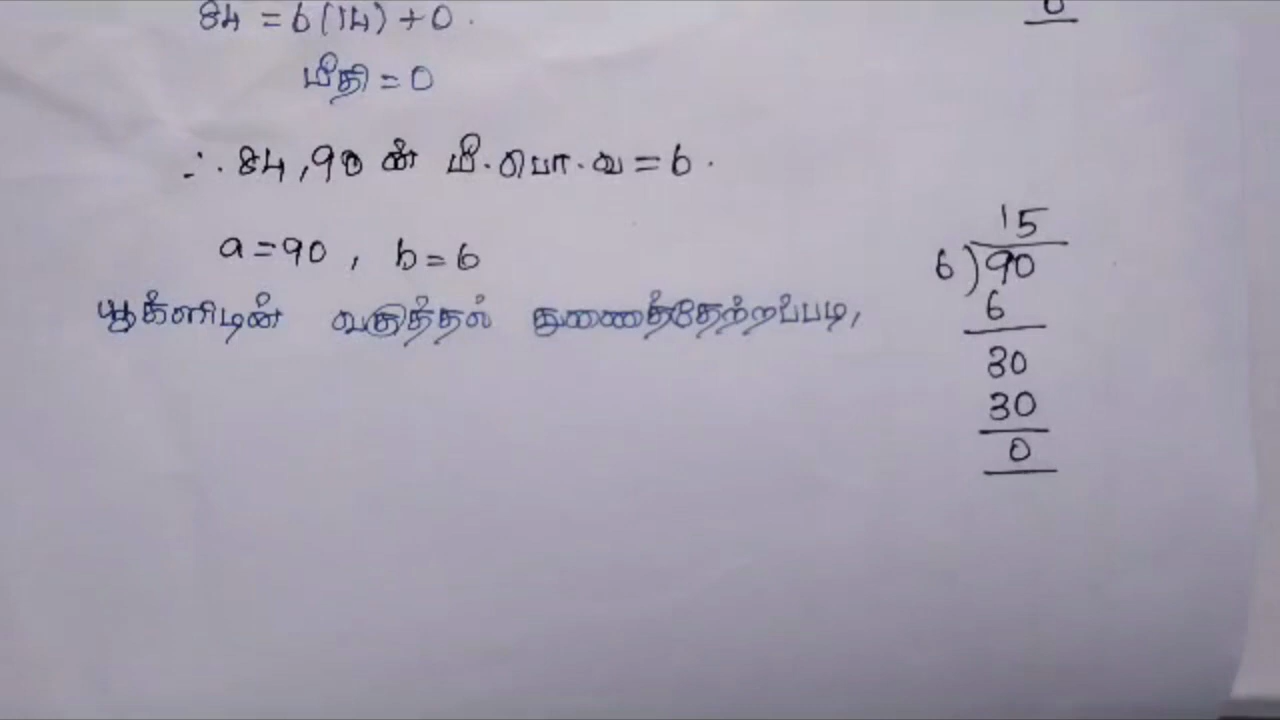 84 = 6(14) + 0.
0
மீதி = 0
∴ 84, 90 ன் மீ.பொ.வ = 6.
a = 90, b = 6
யூக்ளிடின் வகுத்தல் துணைத்தேற்றப்படி,
15
6) 90
6
30
30
0